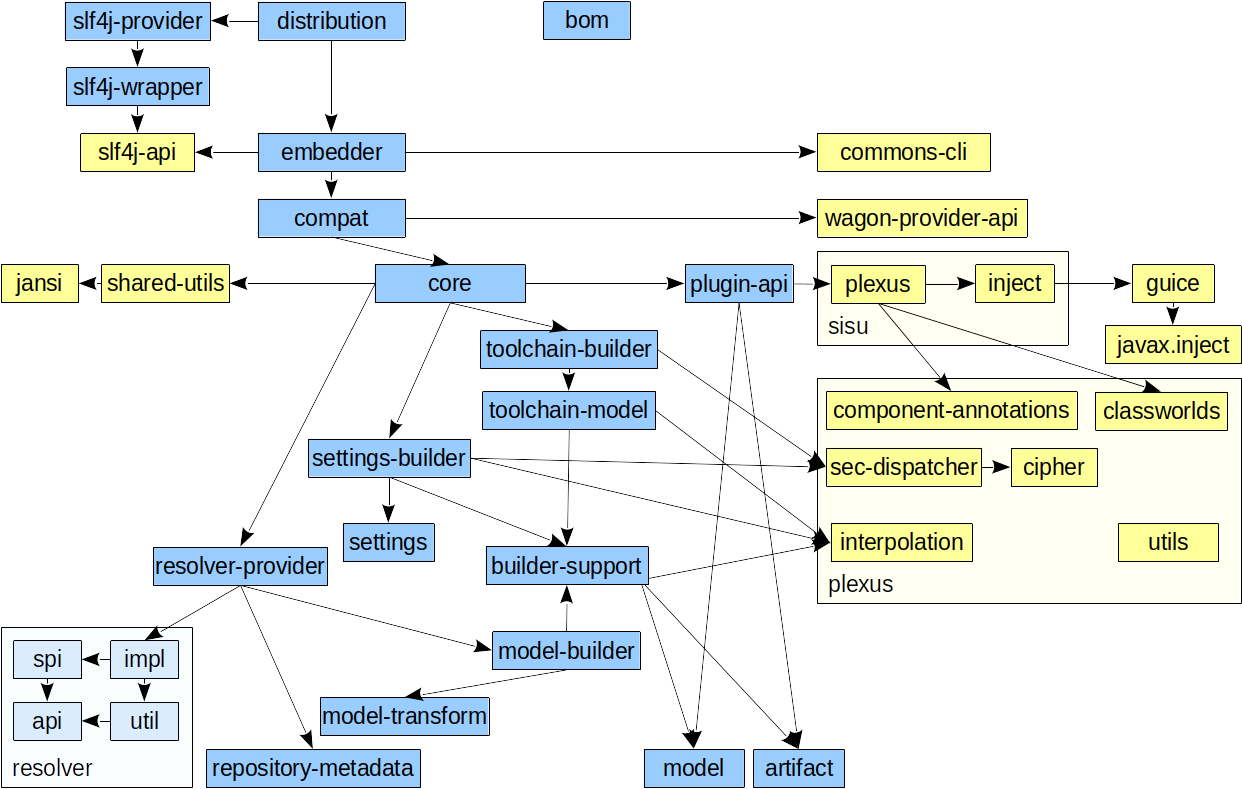 slf4j-provider
distribution
bom
slf4j-wrapper
slf4j-api
embedder
commons-cli
compat
wagon-provider-api
jansi
shared-utils
core
plugin-api
plexus
inject
guice
sisu
javax.inject
toolchain-builder
toolchain-model
component-annotations
classworlds
settings-builder
sec-dispatcher
cipher
settings
interpolation
utils
resolver-provider
builder-support
plexus
spi
impl
model-builder
api
util
model-transform
resolver
repository-metadata
model
artifact